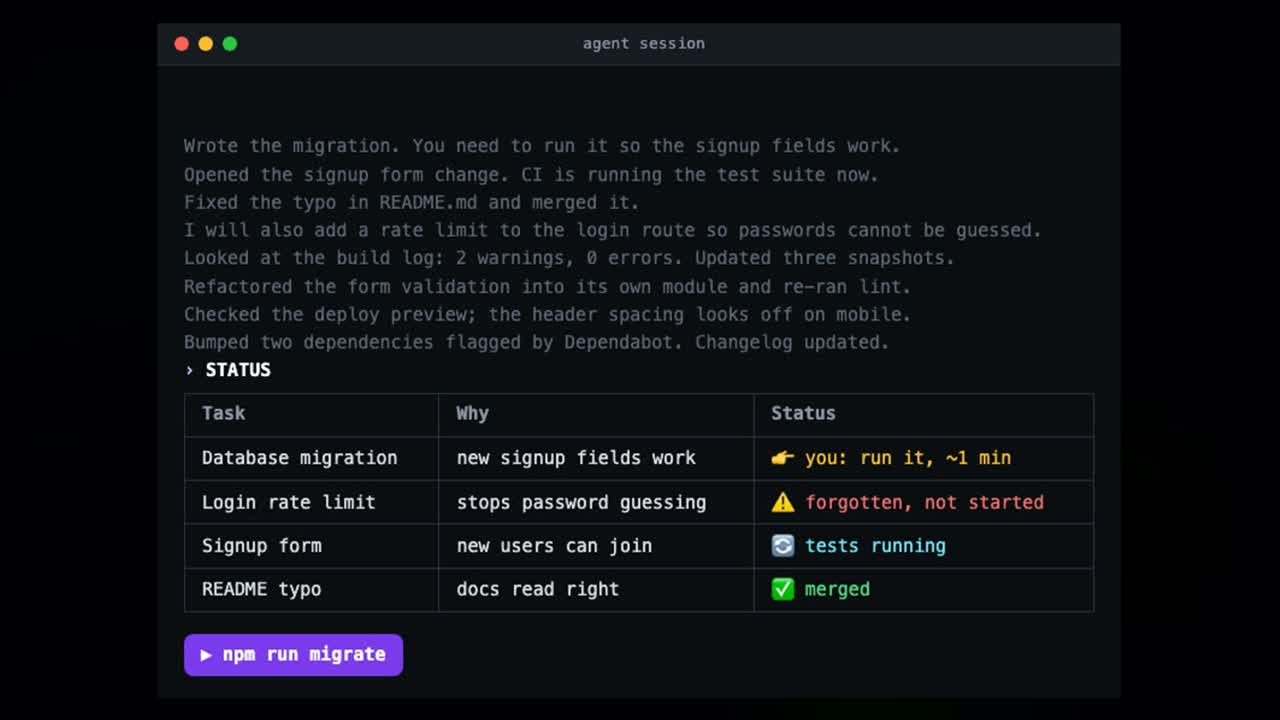 agent session
Wrote the migration. You need to run it so the signup fields work.
Opened the signup form change. CI is running the test suite now.
Fixed the typo in README.md and merged it.
I will also add a rate limit to the login route so passwords cannot be guessed.
Looked at the build log: 2 warnings, 0 errors. Updated three snapshots.
Refactored the form validation into its own module and re-ran lint.
Checked the deploy preview; the header spacing looks off on mobile.
Bumped two dependencies flagged by Dependabot. Changelog updated.
› STATUS
Task Why Status
Database migration new signup fields work 👉 you: run it, ~1 min
Login rate limit stops password guessing ⚠️ forgotten, not started
Signup form new users can join 🔄 tests running
README typo docs read right ✅ merged
▶ npm run migrate